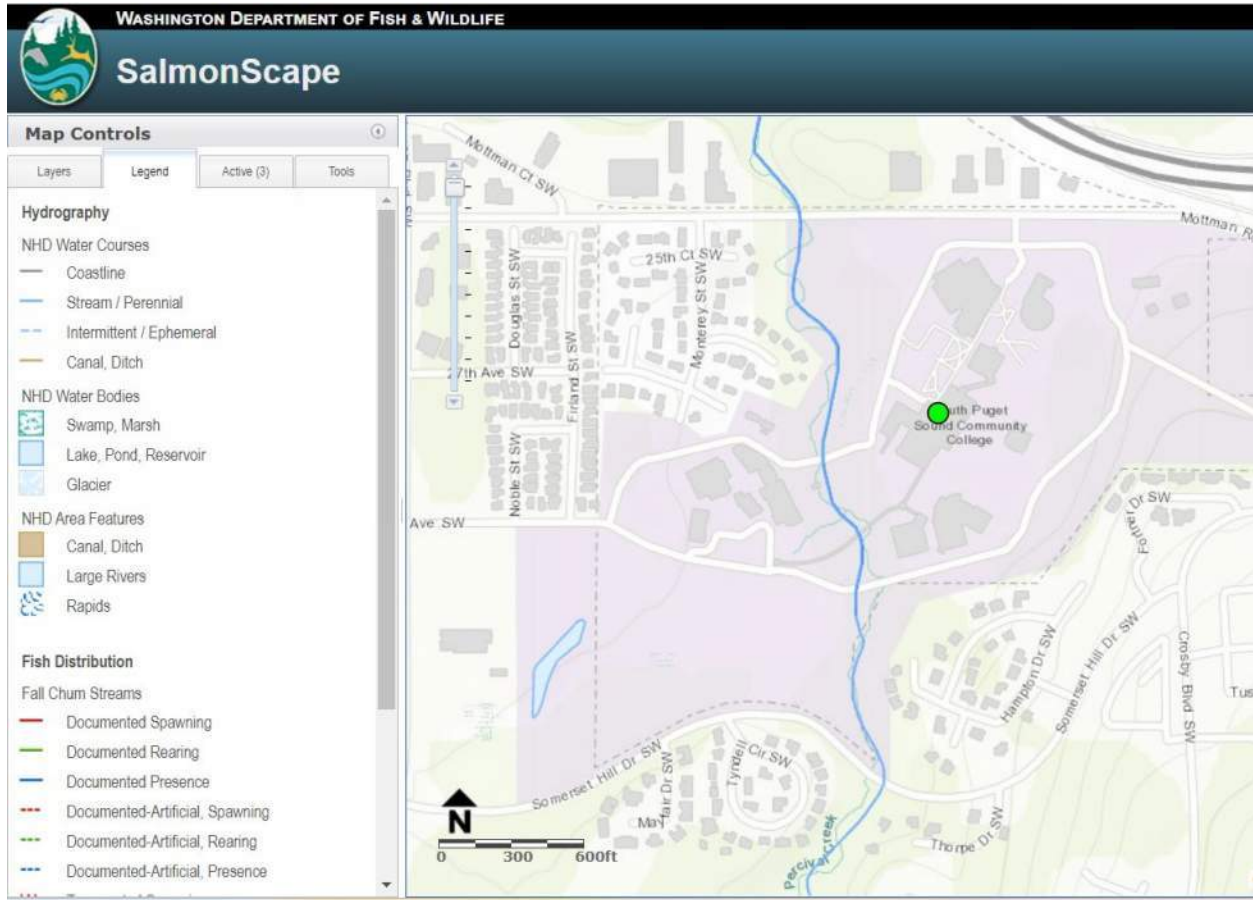 WASHINGTON DEPARTMENT OF FISH & WILDLIFE
SalmonScape
Map Controls
Layers
Legend
Active (3)
Tools
Hydrography
NHD Water Courses
Coastline
Stream / Perennial
Intermittent / Ephemeral
Canal, Ditch
NHD Water Bodies
Swamp, Marsh
Lake, Pond, Reservoir
Glacier
NHD Area Features
Canal, Ditch
Large Rivers
Rapids
Fish Distribution
Fall Chum Streams
Documented Spawning
Documented Rearing
Documented Presence
Documented-Artificial, Spawning
Documented-Artificial, Rearing
Documented-Artificial, Presence
Mottman Ct SW
Mottman R
25th Ct SW
Douglas St SW
Monterey St SW
Firland St SW
27th Ave SW
Noble St SW
Ave SW
uth Puget
Sound Community
College
Dr SW
Hampton Dr SW
Somerset Hill Dr SW
Crosby Blvd SW
Tus
Somerset Hill Dr SW
Tyndell Cir SW
Thorpe Dr SW
Percival Creek
N
0 300 600ft